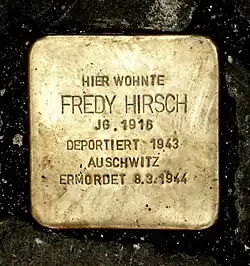 HIER WOHNTE
FREDY HIRSCH
JG. 1916
DEPORTIERT 1943
AUSCHWITZ
ERMORDET 8.3.1944